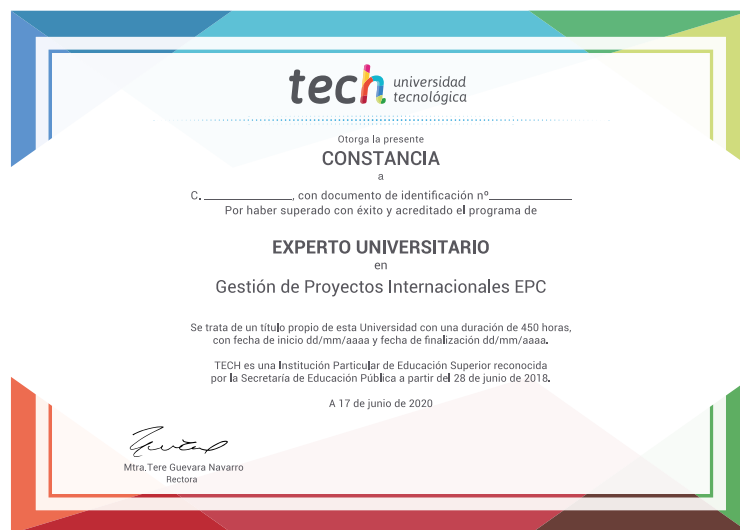 tech universidad
tecnológica
Otorga la presente
CONSTANCIA
a
C. ______________, con documento de identificación nº______________
Por haber superado con éxito y acreditado el programa de
EXPERTO UNIVERSITARIO
en
Gestión de Proyectos Internacionales EPC
Se trata de un título propio de esta Universidad con una duración de 450 horas,
con fecha de inicio dd/mm/aaaa y fecha de finalización dd/mm/aaaa.
TECH es una Institución Particular de Educación Superior reconocida
por la Secretaría de Educación Pública a partir del 28 de junio de 2018.
A 17 de junio de 2020
Mtra.Tere Guevara Navarro
Rectora